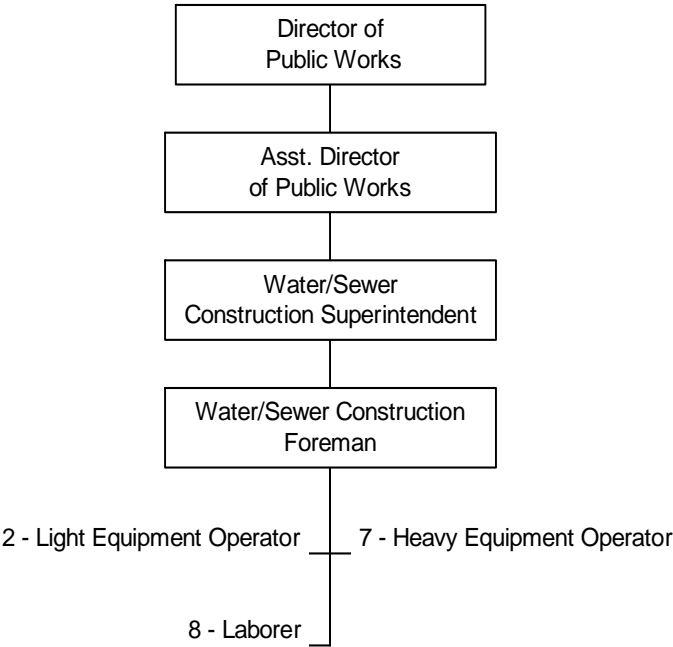 Director of
Public Works
Asst. Director
of Public Works
Water/Sewer
Construction Superintendent
Water/Sewer Construction
Foreman
2 - Light Equipment Operator
7 - Heavy Equipment Operator
8 - Laborer